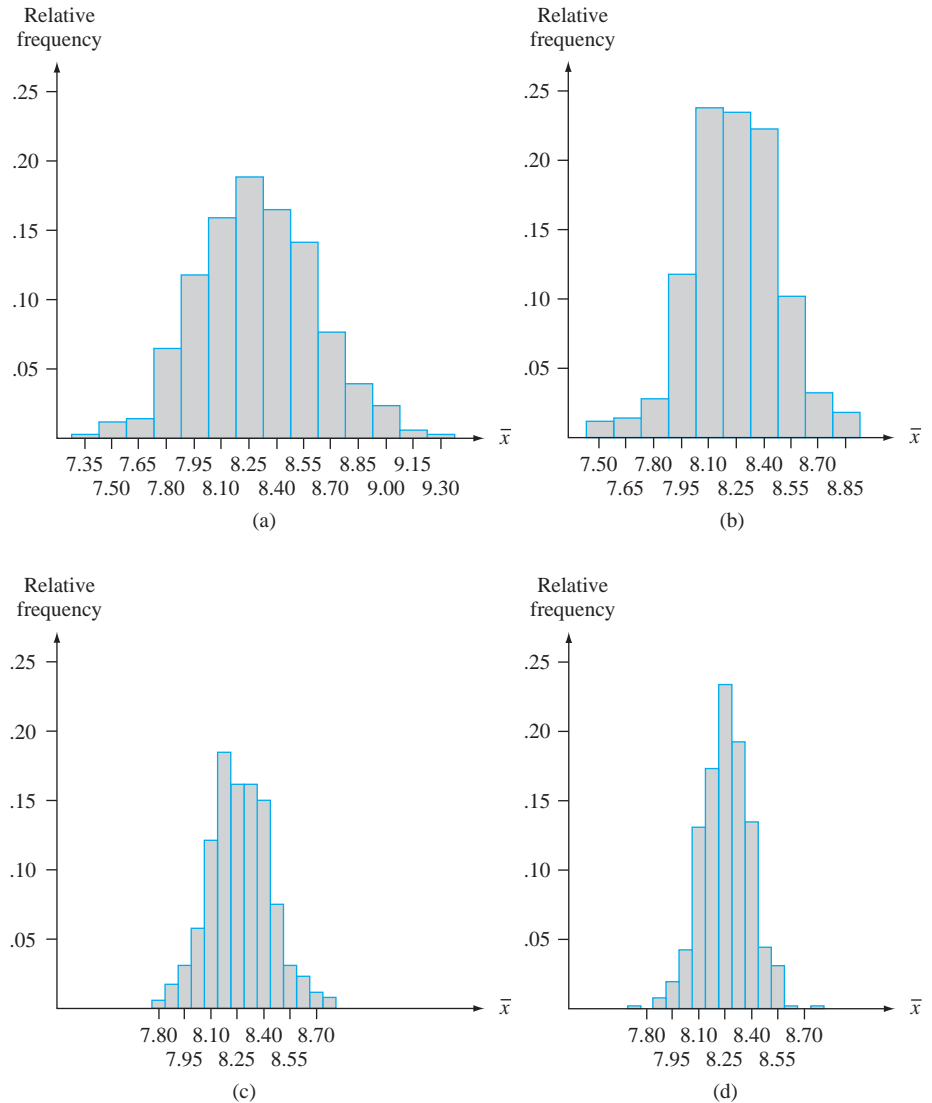 Relative
frequency
.25
.20
.15
.10
.05
x̄
7.35 7.65 7.95 8.25 8.55 8.85 9.15
7.50 7.80 8.10 8.40 8.70 9.00 9.30
(a)
Relative
frequency
.25
.20
.15
.10
.05
x̄
7.50 7.80 8.10 8.40 8.70
7.65 7.95 8.25 8.55 8.85
(b)
Relative
frequency
.25
.20
.15
.10
.05
x̄
7.80 8.10 8.40 8.70
7.95 8.25 8.55
(c)
Relative
frequency
.25
.20
.15
.10
.05
x̄
7.80 8.10 8.40 8.70
7.95 8.25 8.55
(d)